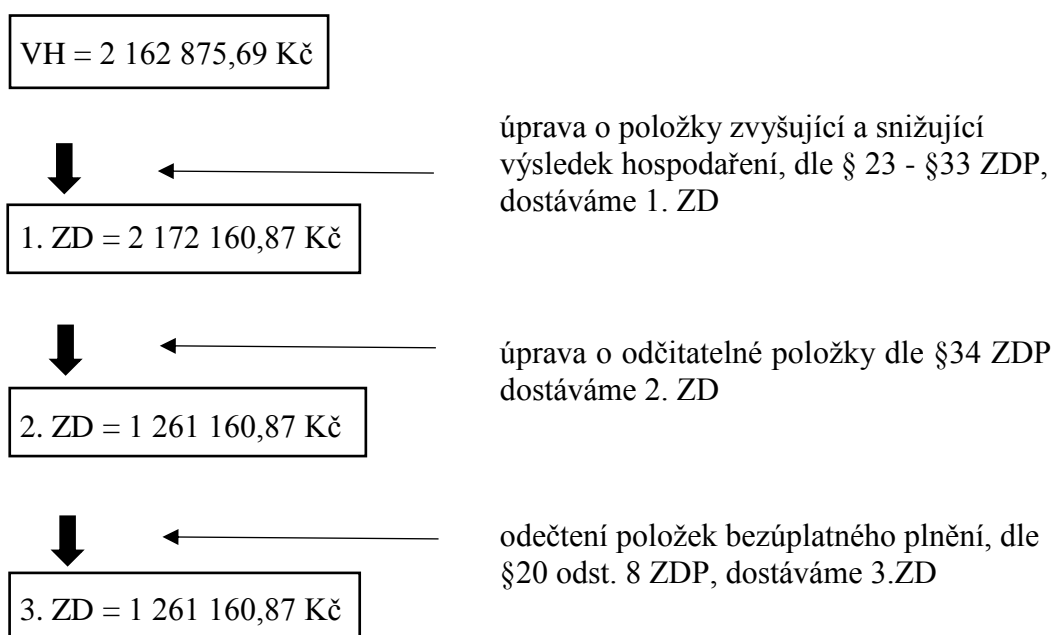 VH = 2 162 875,69 Kč
úprava o položky zvyšující a snižující
výsledek hospodaření, dle § 23 - §33 ZDP,
dostáváme 1. ZD
1. ZD = 2 172 160,87 Kč
úprava o odčitatelné položky dle §34 ZDP
dostáváme 2. ZD
2. ZD = 1 261 160,87 Kč
odečtení položek bezúplatného plnění, dle
§20 odst. 8 ZDP, dostáváme 3.ZD
3. ZD = 1 261 160,87 Kč